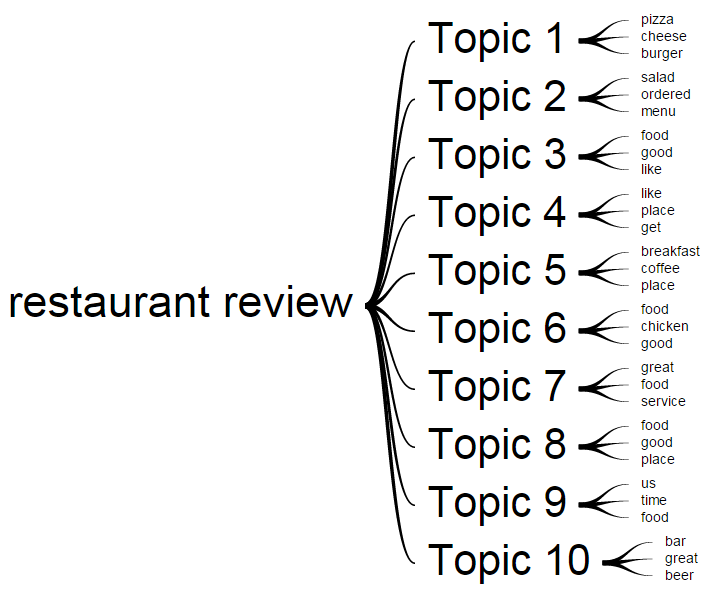 restaurant review
Topic 1
pizza
cheese
burger
Topic 2
salad
ordered
menu
Topic 3
food
good
like
Topic 4
like
place
get
Topic 5
breakfast
coffee
place
Topic 6
food
chicken
good
Topic 7
great
food
service
Topic 8
food
good
place
Topic 9
us
time
food
Topic 10
bar
great
beer